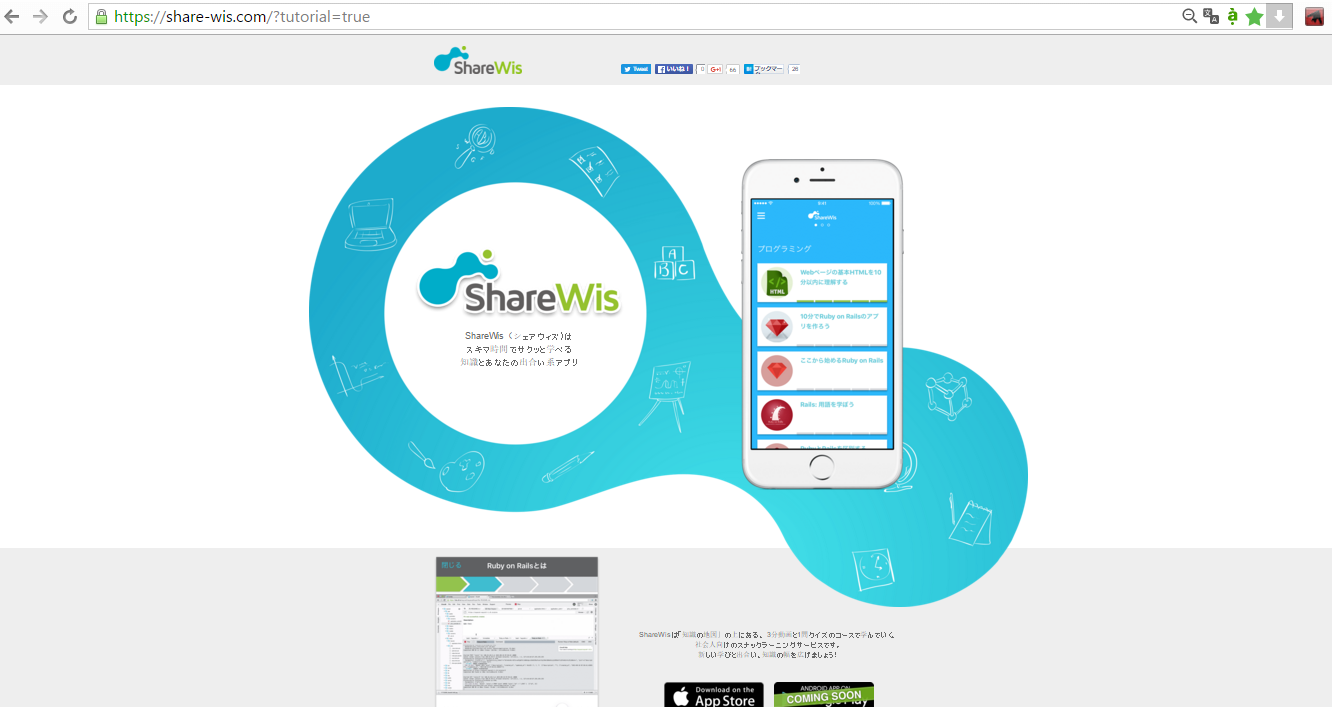 https://share-wis.com/?tutorial=true
ShareWis
Tweet
いいね！
0
G+1
66
B!
ブックマー
26
ShareWis
ShareWis（シェアウィズ）は
スキマ時間でサクッと学べる
知識とあなたの出合い系アプリ
9:41
100%
ShareWis
プログラミング
HTML
Webページの基本HTMLを10
分以内に理解する
10分でRuby on Railsのアプ
リを作ろう
ここから始めるRuby on Rails
Rails: 用語を学ぼう
A
B C
閉じる
Ruby on Railsとは
ShareWisは「知識の地図」の上にある、3分動画と1問クイズのコースで学んでいく、
社会人向けのスナックラーニングサービスです。
新しい学びと出合い、知識の幅を広げましょう！
Download on the
App Store
ANDROID APP ON
COMING SOON